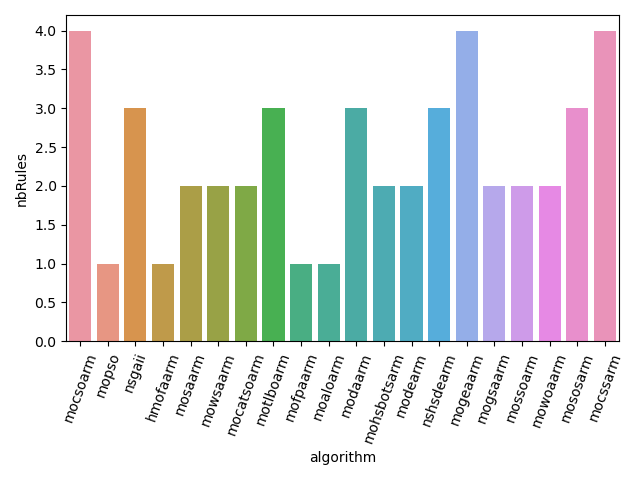 4.0
3.5
3.0
2.5
2.0
1.5
1.0
0.5
0.0
nbRules
mocsoarm
mopso
nsgaii
hmofaarm
mosaarm
mowsaarm
mocatsoarm
motlboarm
mofpaarm
moaloarm
modaarm
mohsbotsarm
modearm
nshsdearm
mogeaarm
mogsaarm
mossoarm
mowoaarm
mososarm
mocssarm
algorithm